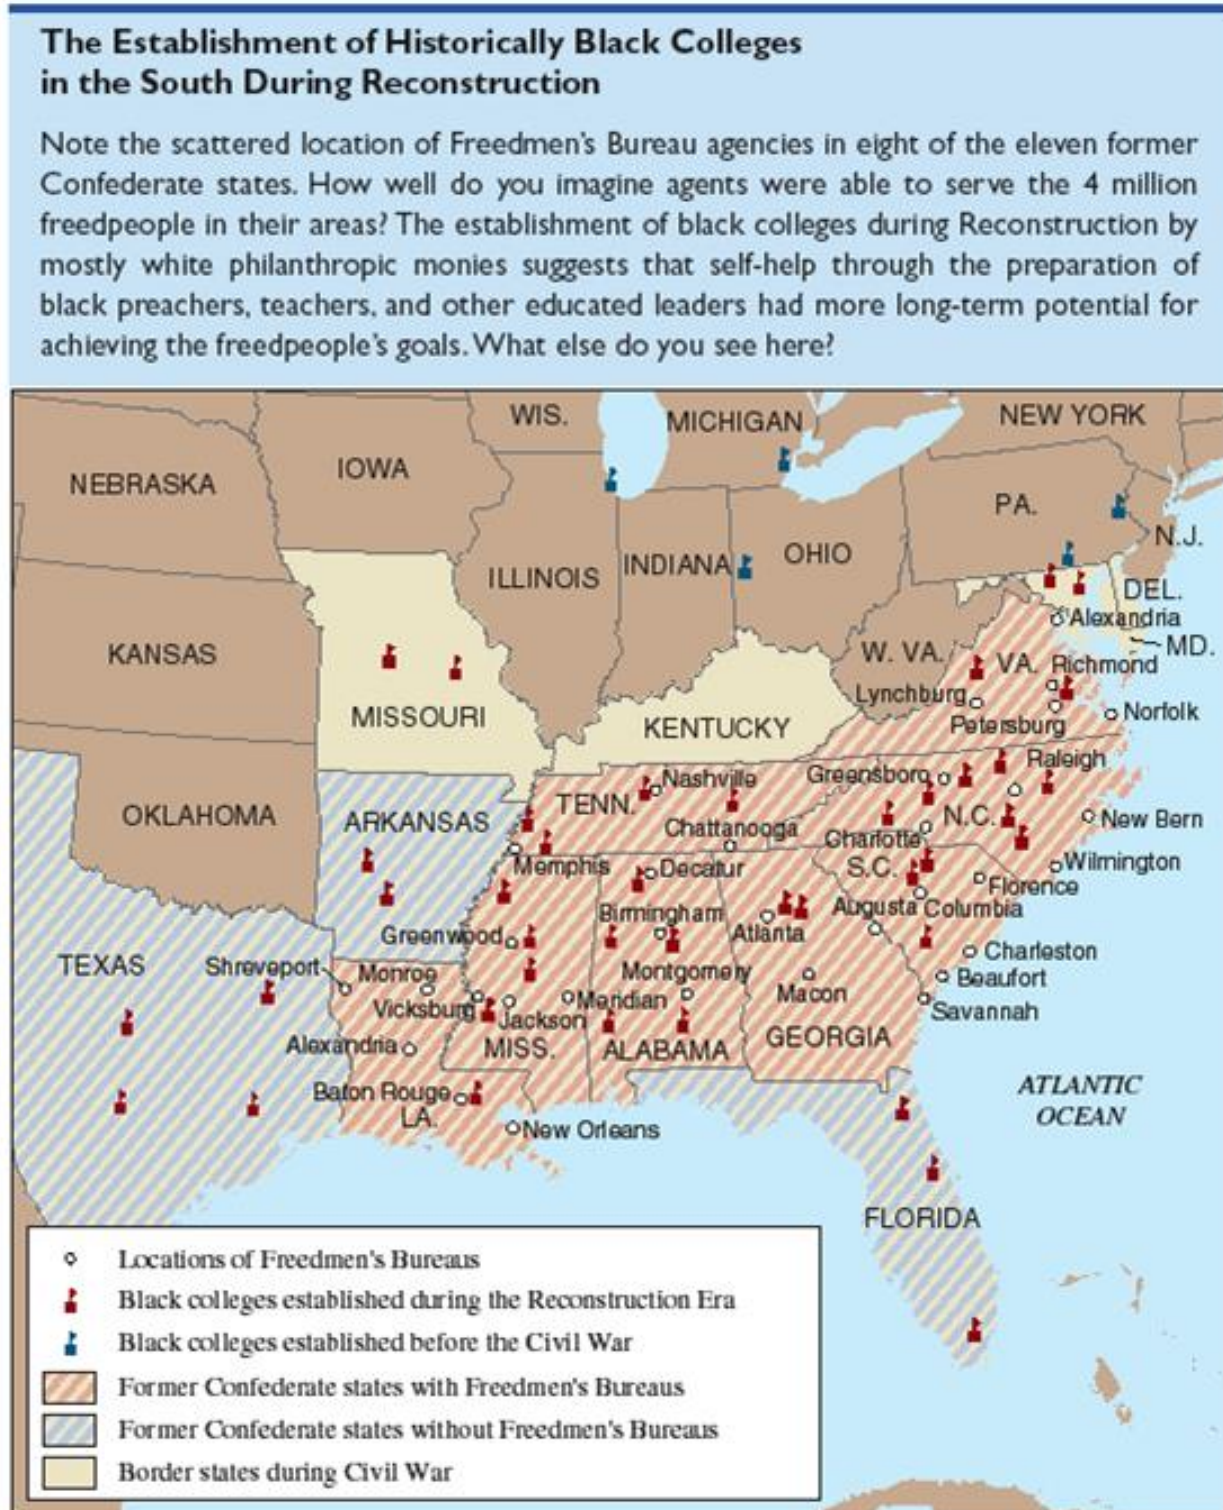 The Establishment of Historically Black Colleges
in the South During Reconstruction
Note the scattered location of Freedmen's Bureau agencies in eight of the eleven former
Confederate states. How well do you imagine agents were able to serve the 4 million
freedpeople in their areas? The establishment of black colleges during Reconstruction by
mostly white philanthropic monies suggests that self-help through the preparation of
black preachers, teachers, and other educated leaders had more long-term potential for
achieving the freedpeople's goals. What else do you see here?
WIS.
MICHIGAN
NEW YORK
NEBRASKA
IOWA
PA.
N.J.
ILLINOIS
INDIANA
OHIO
DEL.
Alexandria
MD.
KANSAS
W. VA.
VA.
Richmond
Lynchburg
MISSOURI
KENTUCKY
Petersburg
Norfolk
OKLAHOMA
ARKANSAS
TENN.
Nashville
Greensboro
Raleigh
Chattanooga
N.C.
New Bern
Charlotte
Memphis
Decatur
S.C.
Wilmington
Florence
Birmingham
Augusta
Columbia
Greenwood
Atlanta
Charleston
TEXAS
Shreveport
Monroe
Montgomery
Beaufort
Vicksburg
Meridian
Macon
Savannah
Jackson
Alexandria
MISS.
ALABAMA
GEORGIA
Baton Rouge
LA.
New Orleans
ATLANTIC
OCEAN
FLORIDA
Locations of Freedmen's Bureaus
Black colleges established during the Reconstruction Era
Black colleges established before the Civil War
Former Confederate states with Freedmen's Bureaus
Former Confederate states without Freedmen's Bureaus
Border states during Civil War